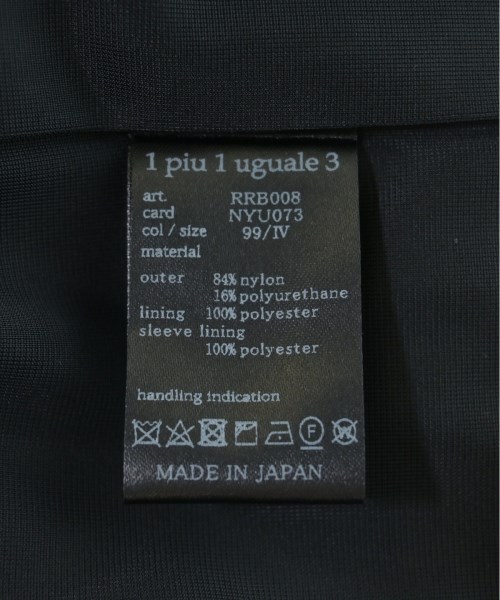 1 piu 1 uguale 3
art. RRB008
card NYU073
col / size 99/IV
material
outer 84% nylon
16% polyurethane
lining 100% polyester
sleeve lining
100% polyester
handling indication
F W
MADE IN JAPAN